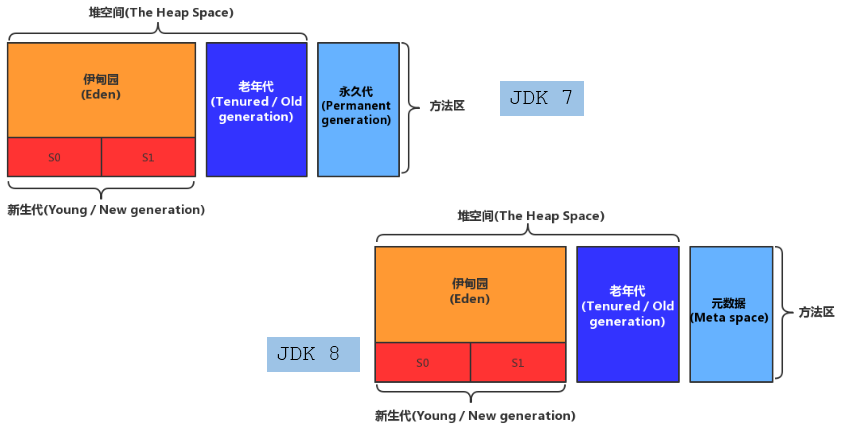 堆空间(The Heap Space)
伊甸园
(Eden)
老年代
(Tenured / Old
generation)
永久代
(Permanent
generation)
方法区
JDK 7
S0
S1
新生代(Young / New generation)
堆空间(The Heap Space)
伊甸园
(Eden)
老年代
(Tenured / Old
generation)
元数据
(Meta space)
方法区
JDK 8
S0
S1
新生代(Young / New generation)